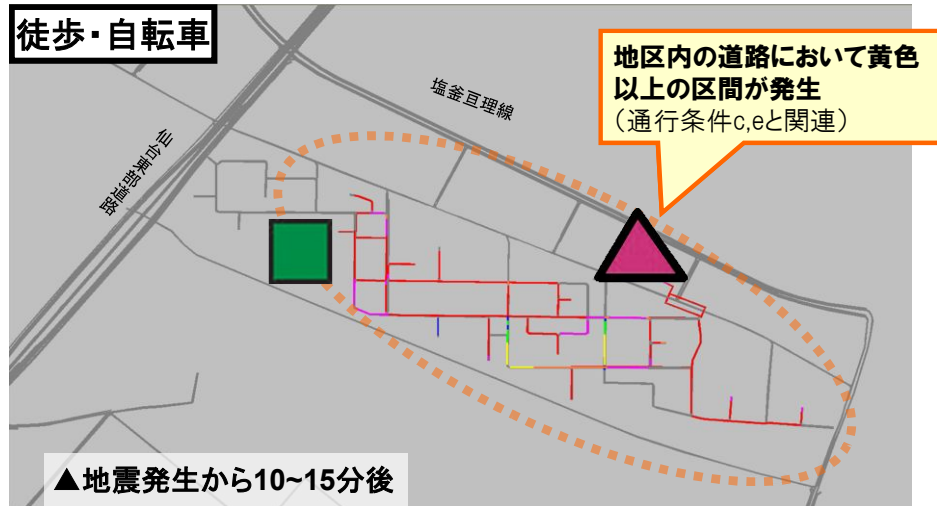 徒歩・自転車
地区内の道路において黄色
以上の区間が発生
（通行条件c,eと関連）
塩釜亘理線
仙台東部道路
▲地震発生から10~15分後